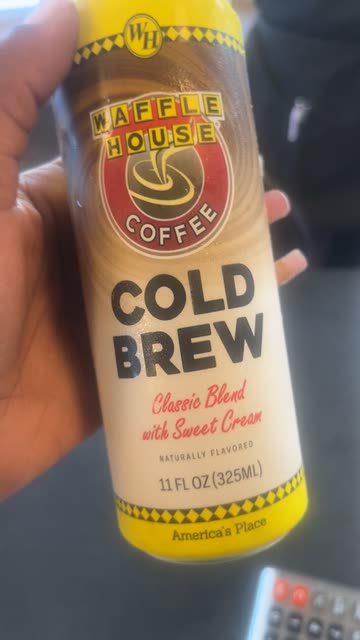 WH
WAFFLE
HOUSE
COFFEE
COLD
BREW
Classic Blend
with Sweet Cream
NATURALLY FLAVORED
11 FL OZ (325ML)
America's Place